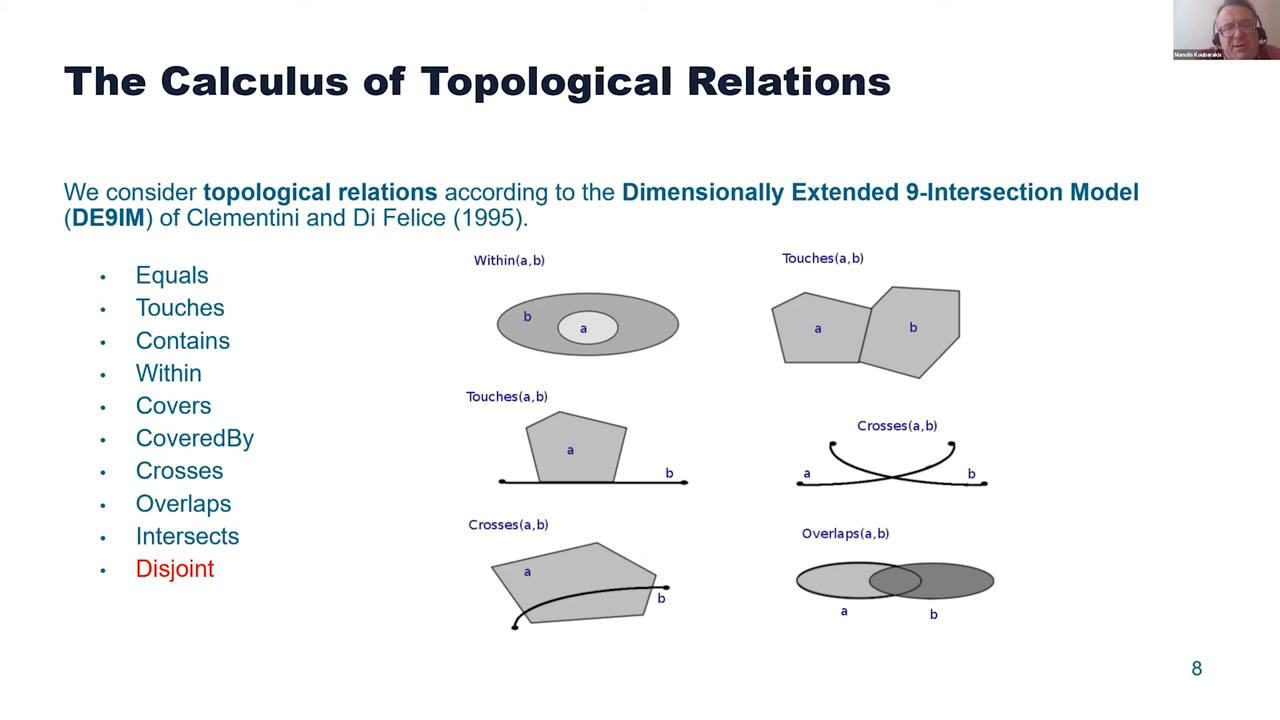 Manolis Koubarakis
The Calculus of Topological Relations
We consider topological relations according to the Dimensionally Extended 9-Intersection Model
(DE9IM) of Clementini and Di Felice (1995).
• Equals
• Touches
• Contains
• Within
• Covers
• CoveredBy
• Crosses
• Overlaps
• Intersects
• Disjoint
Within(a,b)
b
a
Touches(a,b)
a
b
Touches(a,b)
a
b
Crosses(a,b)
a
b
Crosses(a,b)
a
b
Overlaps(a,b)
a
b
8